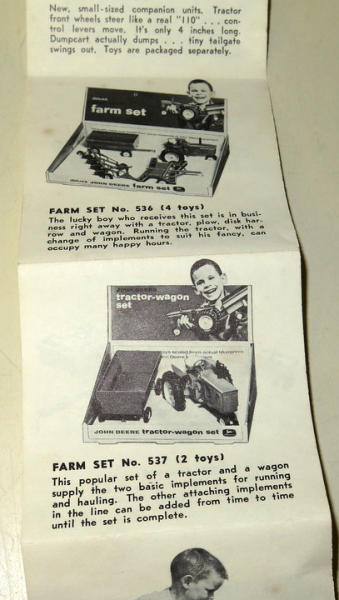 New, small-sized companion units. Tractor
front wheels steer like a real "110" . . . con-
trol levers move. It's only 4 inches long.
Dumpcart actually dumps . . . tiny tailgate
swings out. Toys are packaged separately.
farm set
JOHN DEERE farm set
FARM SET No. 536 (4 toys)
The lucky boy who receives this set is in busi-
ness right away with a tractor, plow, disk har-
row and wagon. Running the tractor, with a
change of implements to suit his fancy, can
occupy many happy hours.
JOHN DEERE
tractor-wagon
set
JOHN DEERE tractor-wagon set
FARM SET No. 537 (2 toys)
This popular set of a tractor and a wagon
supply the two basic implements for running
and hauling. The other attaching implements
in the line can be added from time to time
until the set is complete.